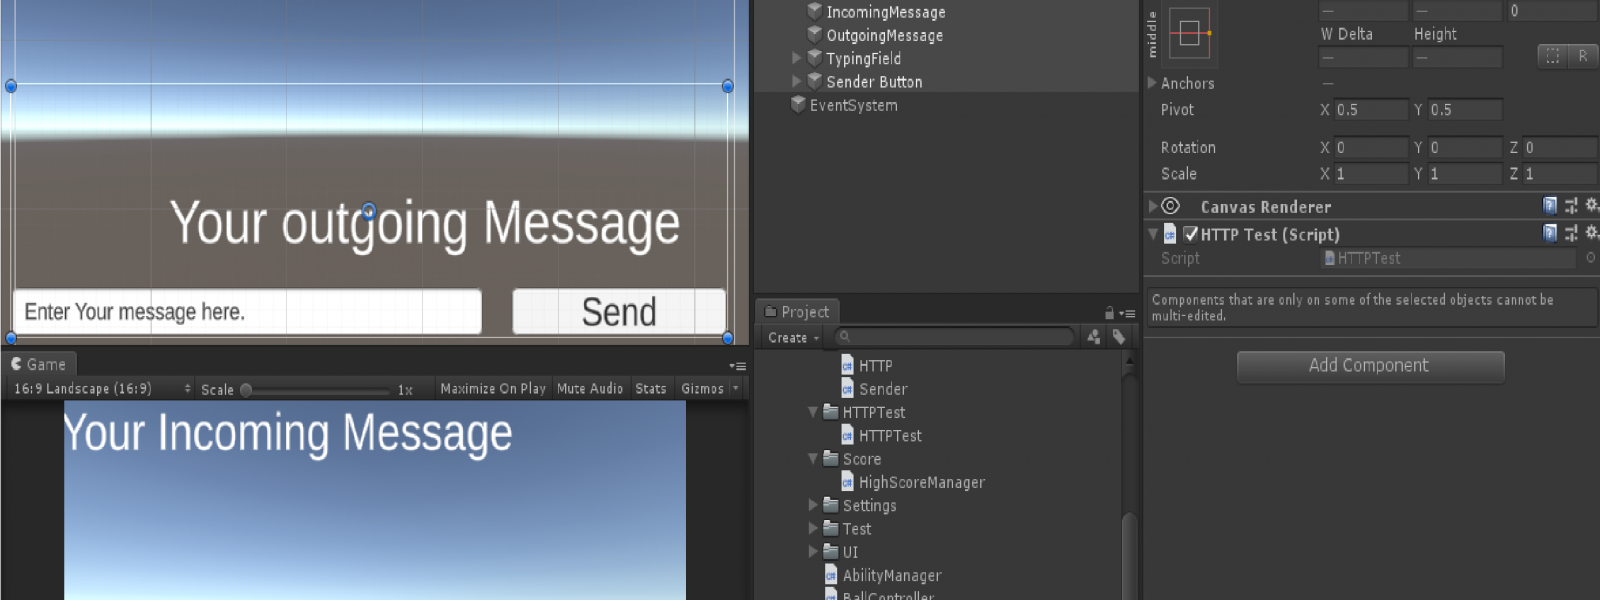 Your outgoing Message
Enter Your message here.
Send
Game
16:9 Landscape (16:9) Scale 1x Maximize On Play Mute Audio Stats Gizmos
Your Incoming Message
IncomingMessage
OutgoingMessage
TypingField
Sender Button
EventSystem
Project
Create
HTTP
Sender
HTTPTest
HTTPTest
Score
HighScoreManager
Settings
Test
UI
AbilityManager
BallController
middle
— — 0
W Delta Height
— —
R
Anchors —
Pivot X 0.5 Y 0.5
Rotation X 0 Y 0 Z 0
Scale X 1 Y 1 Z 1
Canvas Renderer
HTTP Test (Script)
Script HTTPTest
Components that are only on some of the selected objects cannot be
multi-edited.
Add Component